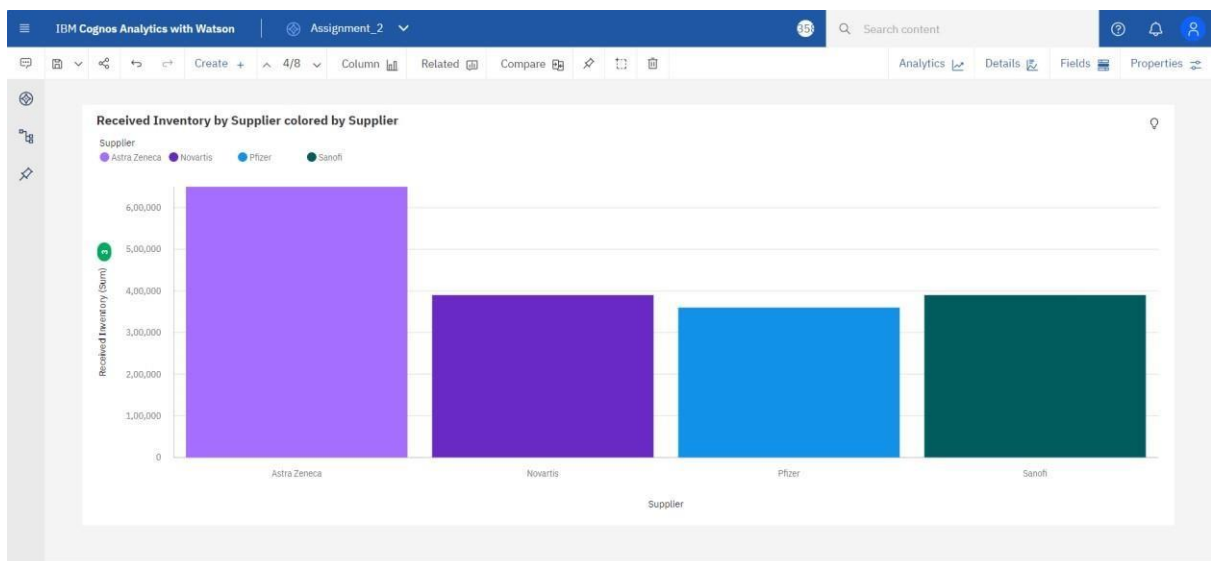 IBM Cognos Analytics with Watson Assignment_2 Search content
Create + 4/8 Column Related Compare Analytics Details Fields Properties
Received Inventory by Supplier colored by Supplier
Supplier
Astra Zeneca Novartis Pfizer Sanofi
6,00,000
5,00,000
4,00,000
3,00,000
2,00,000
1,00,000
0
Received Inventory (Sum)
Astra Zeneca Novartis Pfizer Sanofi
Supplier